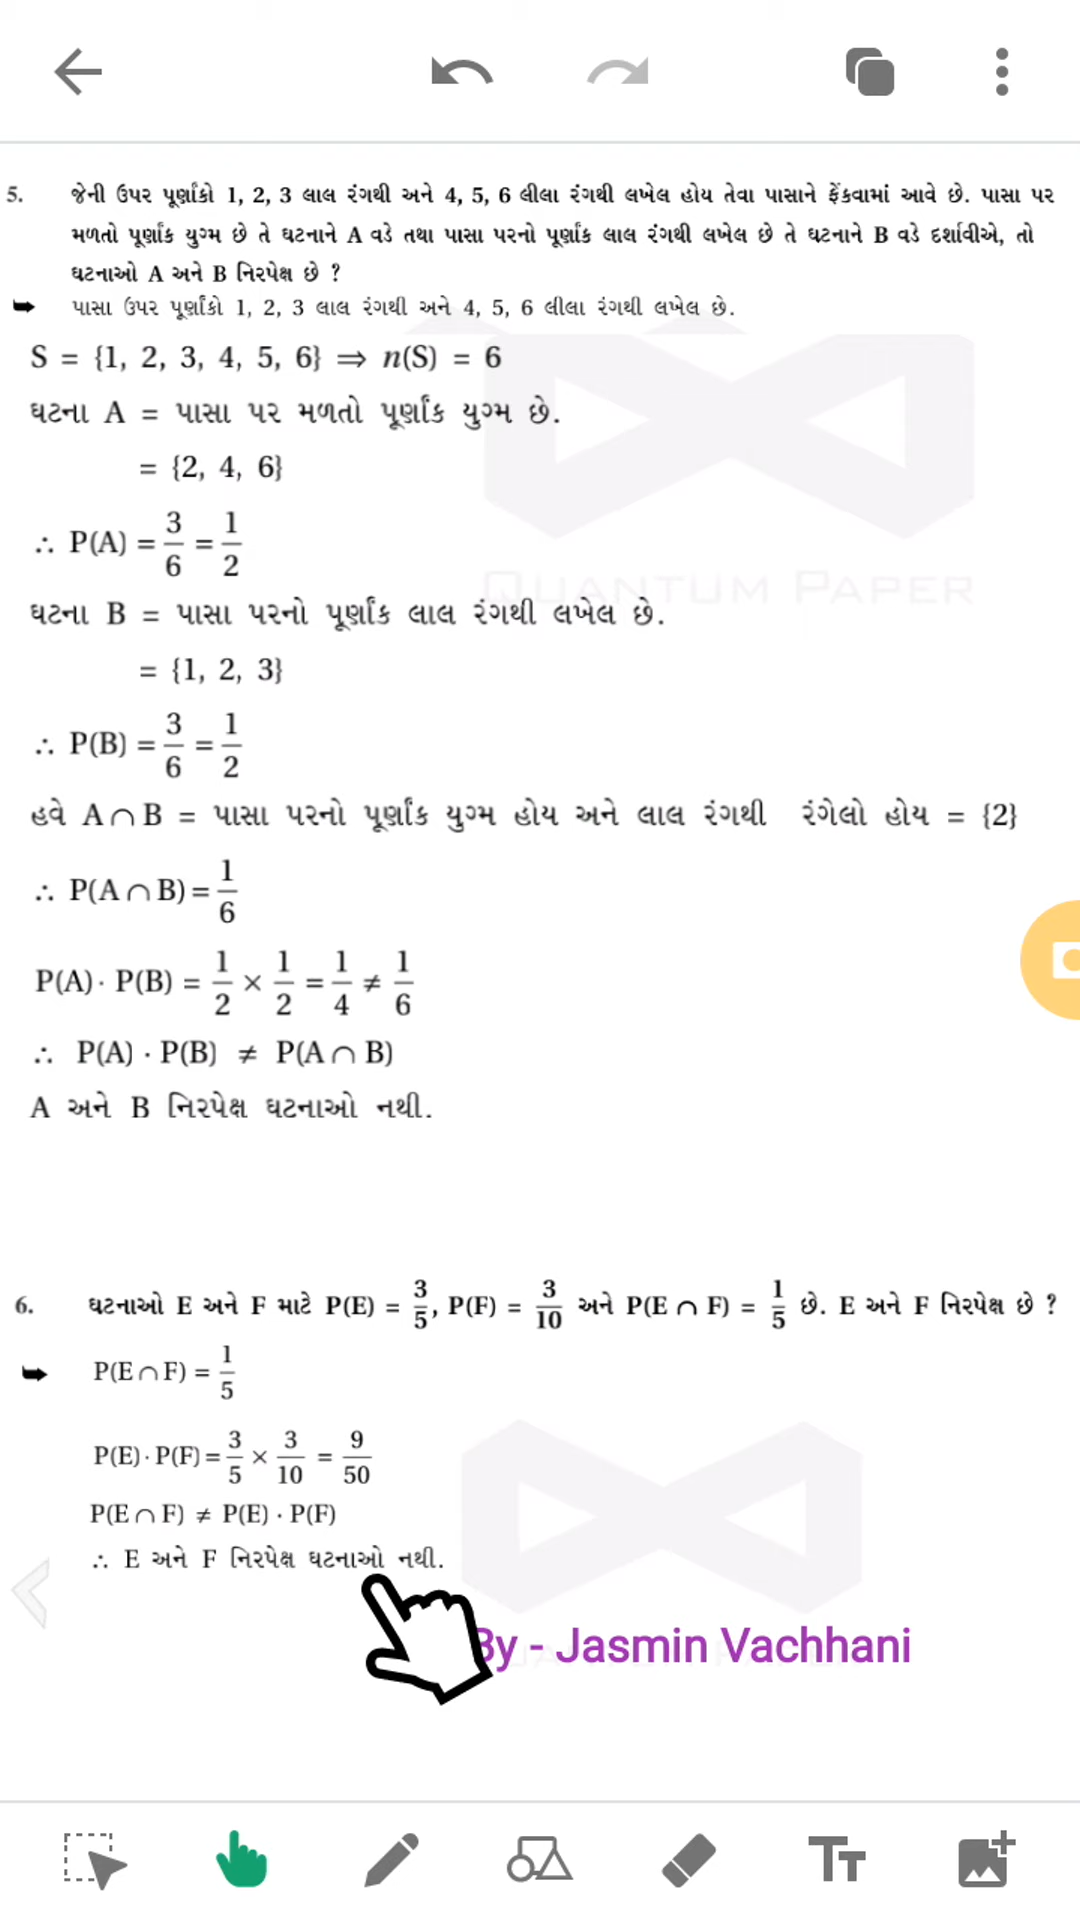 5. જેની ઉપર પૂર્ણાંકો 1, 2, 3 લાલ રંગથી અને 4, 5, 6 લીલા રંગથી લખેલ હોય તેવા પાસાને ફેંકવામાં આવે છે. પાસા પર
મળતો પૂર્ણાંક યુગ્મ છે તે ઘટનાને A વડે તથા પાસા પરનો પૂર્ણાંક લાલ રંગથી લખેલ છે તે ઘટનાને B વડે દર્શાવીએ, તો
ઘટનાઓ A અને B નિરપેક્ષ છે ?
➥ પાસા ઉપર પૂર્ણાંકો 1, 2, 3 લાલ રંગથી અને 4, 5, 6 લીલા રંગથી લખેલ છે.
S = {1, 2, 3, 4, 5, 6} ⇒ n(S) = 6
ઘટના A = પાસા પર મળતો પૂર્ણાંક યુગ્મ છે.
= {2, 4, 6}
∴ P(A) = 3/6 = 1/2
QUANTUM PAPER
ઘટના B = પાસા પરનો પૂર્ણાંક લાલ રંગથી લખેલ છે.
= {1, 2, 3}
∴ P(B) = 3/6 = 1/2
હવે A ∩ B = પાસા પરનો પૂર્ણાંક યુગ્મ હોય અને લાલ રંગથી રંગેલો હોય = {2}
∴ P(A ∩ B) = 1/6
P(A) · P(B) = 1/2 × 1/2 = 1/4 ≠ 1/6
∴ P(A) · P(B) ≠ P(A ∩ B)
A અને B નિરપેક્ષ ઘટનાઓ નથી.
6. ઘટનાઓ E અને F માટે P(E) = 3/5, P(F) = 3/10 અને P(E ∩ F) = 1/5 છે. E અને F નિરપેક્ષ છે ?
➥ P(E ∩ F) = 1/5
P(E) · P(F) = 3/5 × 3/10 = 9/50
P(E ∩ F) ≠ P(E) · P(F)
∴ E અને F નિરપેક્ષ ઘટનાઓ નથી.
By - Jasmin Vachhani
TT